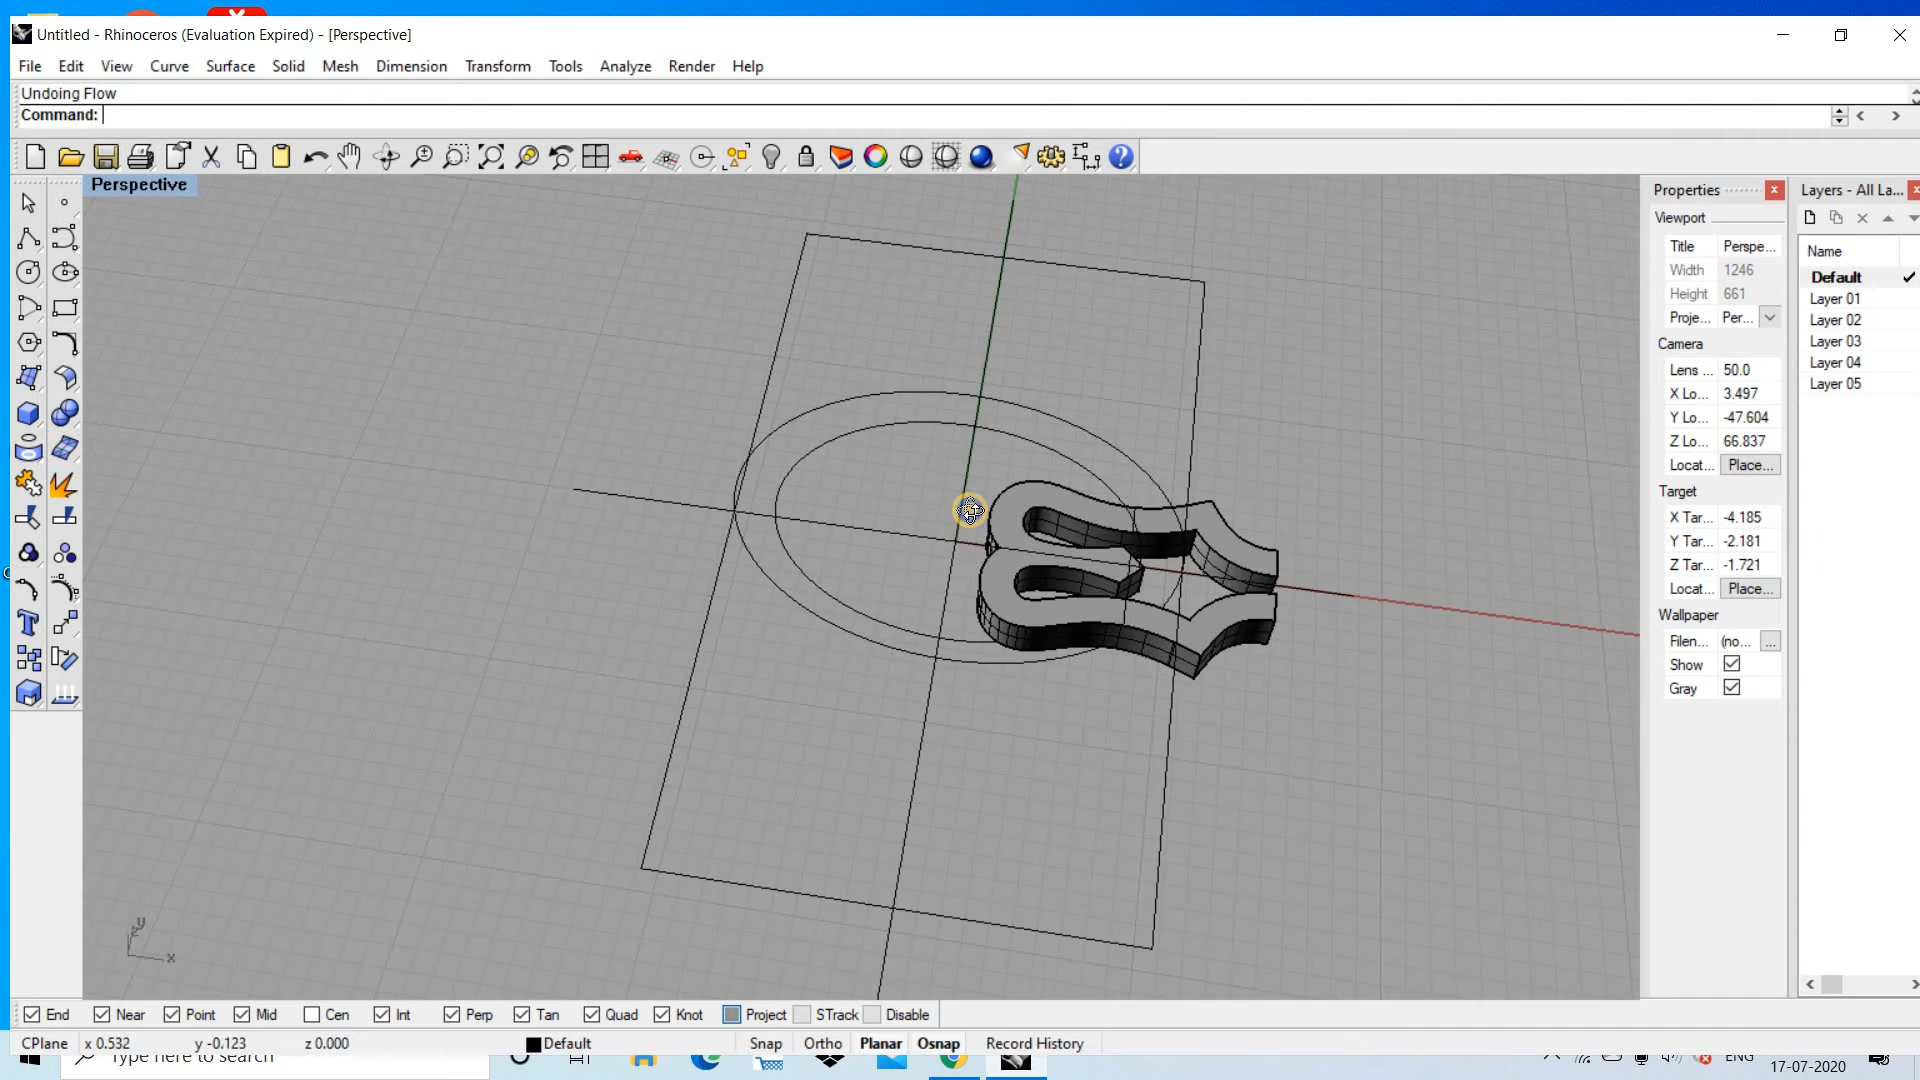 Untitled - Rhinoceros (Evaluation Expired) - [Perspective]
File Edit View Curve Surface Solid Mesh Dimension Transform Tools Analyze Render Help
Undoing Flow
Command:
Perspective
Properties
Layers - All La...
Viewport
Title Perspe...
Width 1246
Height 661
Proje... Per...
Camera
Lens ... 50.0
X Lo... 3.497
Y Lo... -47.604
Z Lo... 66.837
Locat... Place...
Target
X Tar... -4.185
Y Tar... -2.181
Z Tar... -1.721
Locat... Place...
Wallpaper
Filen... (no... ...
Show
Gray
Name
Default
Layer 01
Layer 02
Layer 03
Layer 04
Layer 05
y
x
End Near Point Mid Cen Int Perp Tan Quad Knot Project STrack Disable
CPlane x 0.532 y -0.123 z 0.000 Default Snap Ortho Planar Osnap Record History
Type here to search
ENG
17-07-2020